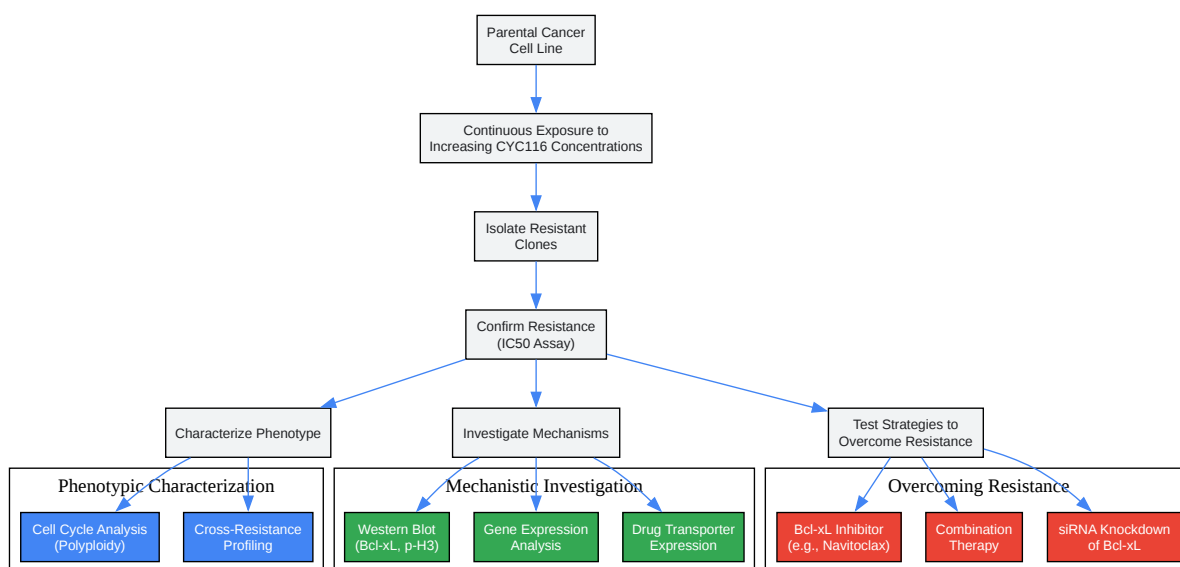 Parental Cancer
Cell Line
Continuous Exposure to
Increasing CYC116 Concentrations
Isolate Resistant
Clones
Confirm Resistance
(IC50 Assay)
Characterize Phenotype
Investigate Mechanisms
Test Strategies to
Overcome Resistance
Phenotypic Characterization
Mechanistic Investigation
Overcoming Resistance
Cell Cycle Analysis
(Polyploidy)
Cross-Resistance
Profiling
Western Blot
(Bcl-xL, p-H3)
Gene Expression
Analysis
Drug Transporter
Expression
Bcl-xL Inhibitor
(e.g., Navitoclax)
Combination
Therapy
siRNA Knockdown
of Bcl-xL